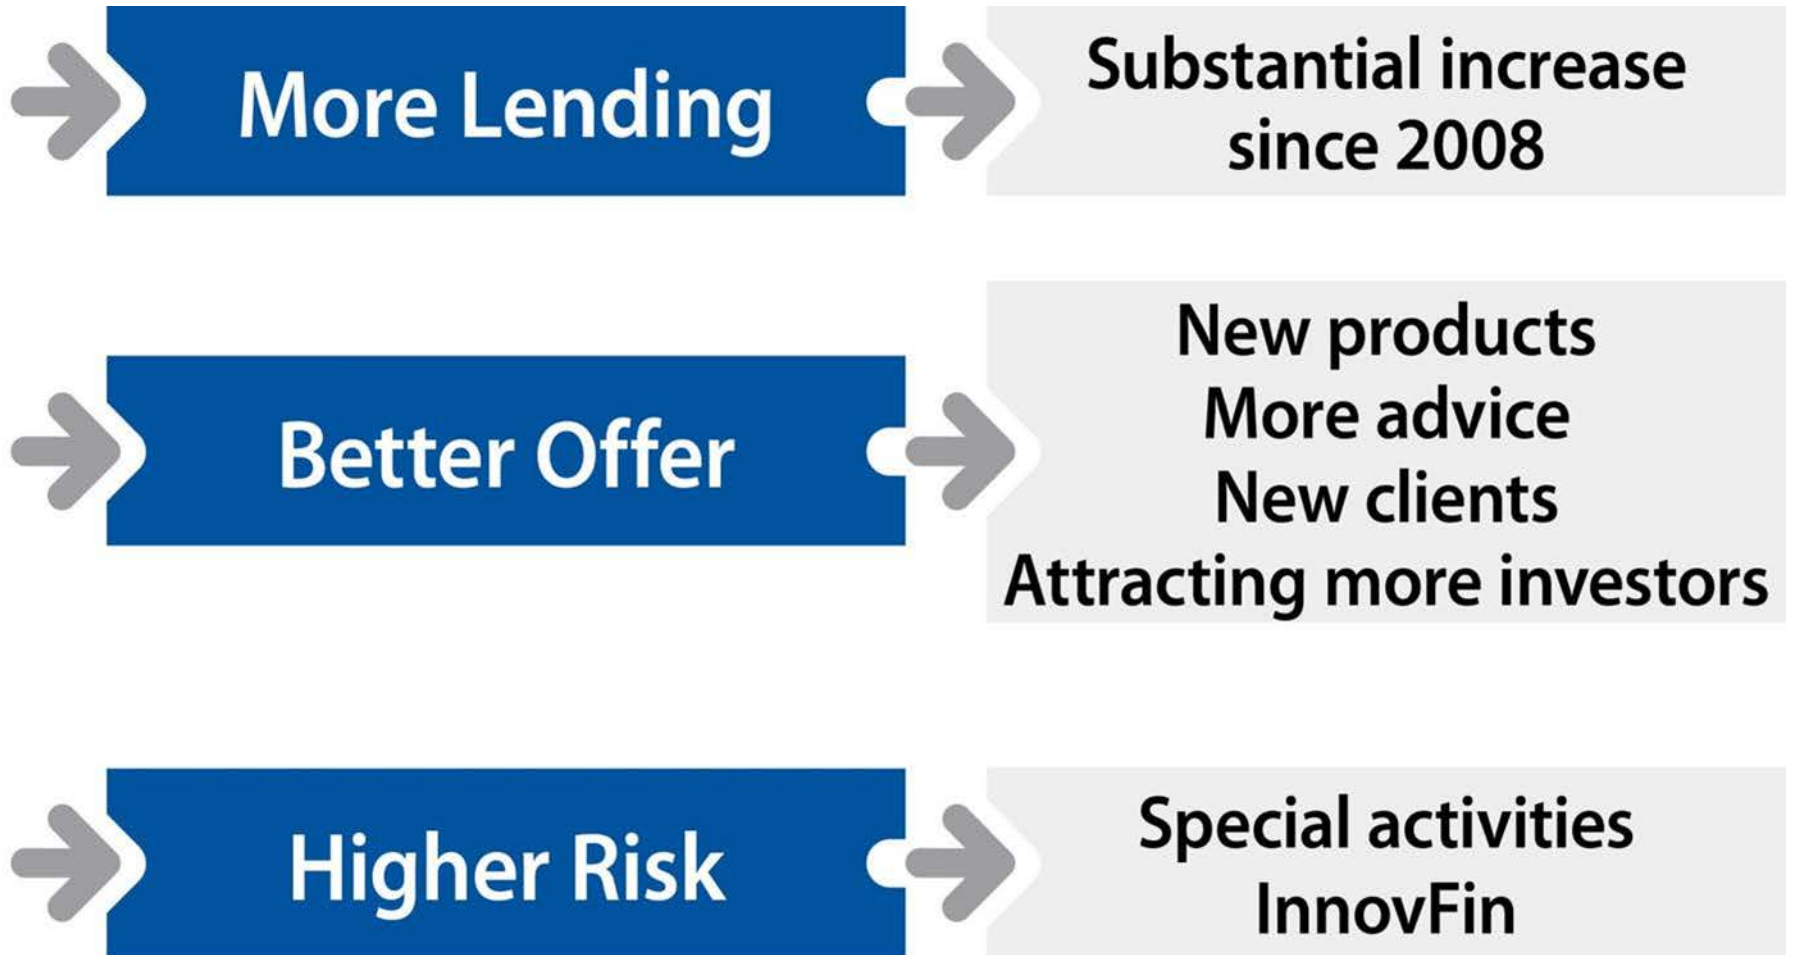 More Lending
Substantial increase
since 2008
Better Offer
New products
More advice
New clients
Attracting more investors
Higher Risk
Special activities
InnovFin